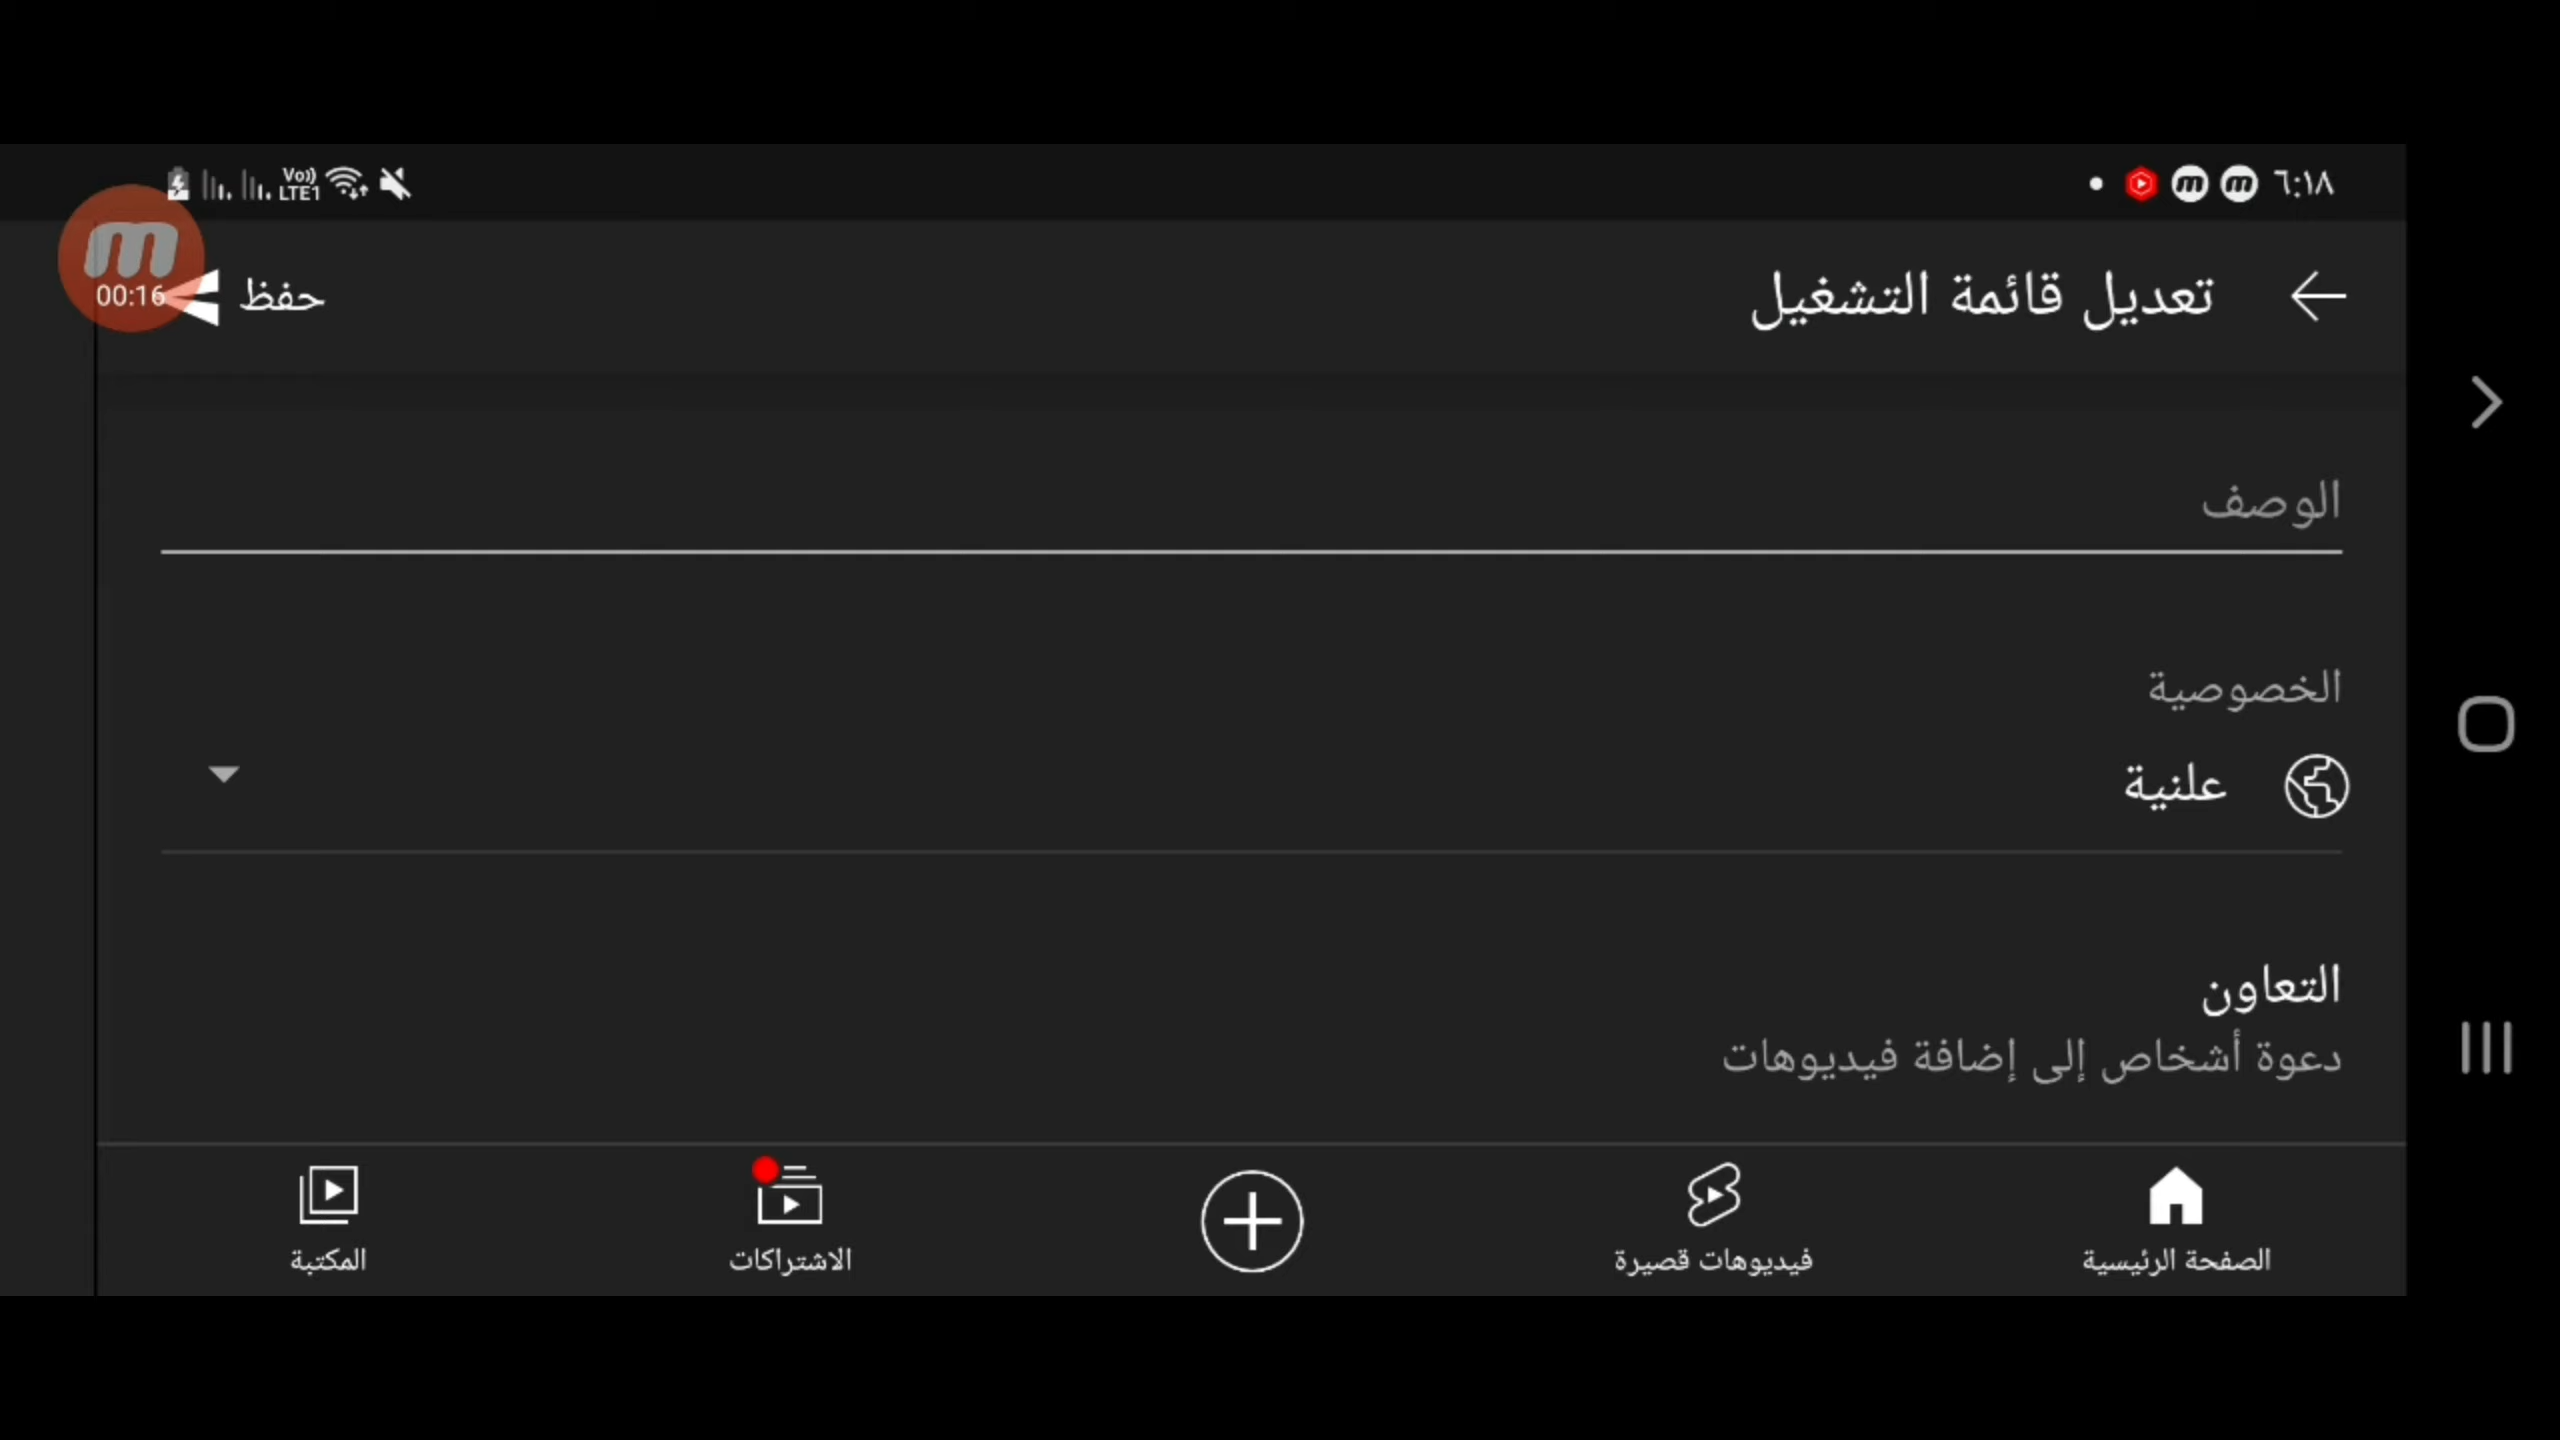 ٦:١٨
Vo)) LTE1
تعديل قائمة التشغيل
حفظ
00:16
الوصف
الخصوصية
علنية
التعاون
دعوة أشخاص إلى إضافة فيديوهات
الصفحة الرئيسية
فيديوهات قصيرة
الاشتراكات
المكتبة